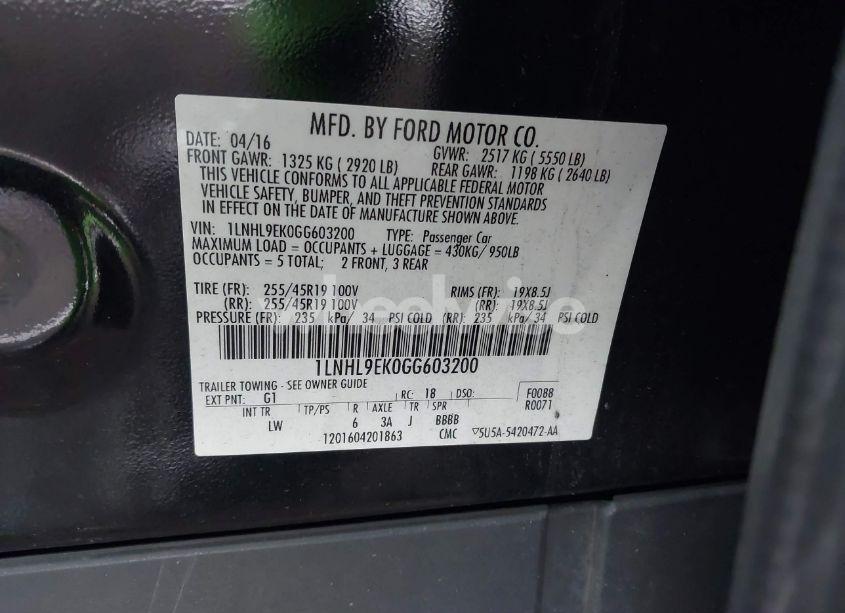 MFD. BY FORD MOTOR CO.
DATE: 04/16 GVWR: 2517 KG ( 5550 LB)
FRONT GAWR: 1325 KG ( 2920 LB) REAR GAWR: 1198 KG ( 2640 LB)
THIS VEHICLE CONFORMS TO ALL APPLICABLE FEDERAL MOTOR
VEHICLE SAFETY, BUMPER, AND THEFT PREVENTION STANDARDS
IN EFFECT ON THE DATE OF MANUFACTURE SHOWN ABOVE.
VIN: 1LNHL9EK0GG603200 TYPE: Passenger Car
MAXIMUM LOAD = OCCUPANTS + LUGGAGE = 430KG/ 950LB
OCCUPANTS = 5 TOTAL; 2 FRONT, 3 REAR
TIRE (FR): 255/45R19 100V RIMS (FR): 19X8.5J
(RR): 255/45R19 100V (RR): 19X8.5J
PRESSURE (FR): 235 kPa/ 34 PSI COLD (RR): 235 kPa/ 34 PSI COLD
1LNHL9EK0GG603200
TRAILER TOWING - SEE OWNER GUIDE
EXT PNT: G1 RC: 18 DSO: F0088
R0071
INT TR TP/PS R AXLE TR SPR
LW 6 3A J BBBB
1201604201863 CMC ▽5U5A-5420472-AA